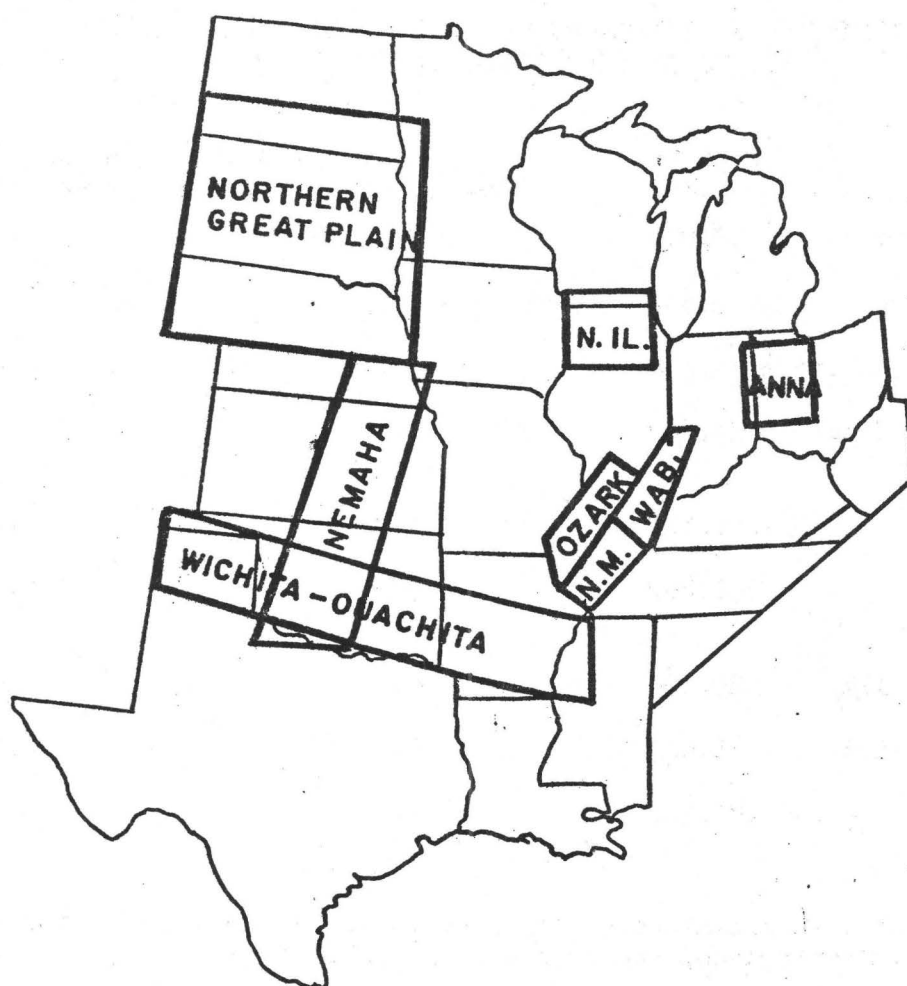 NORTHERN
GREAT PLAIN
N. IL.
ANNA
NEMAHA
OZARK
WAB.
N.M.
WICHITA-OUACHITA